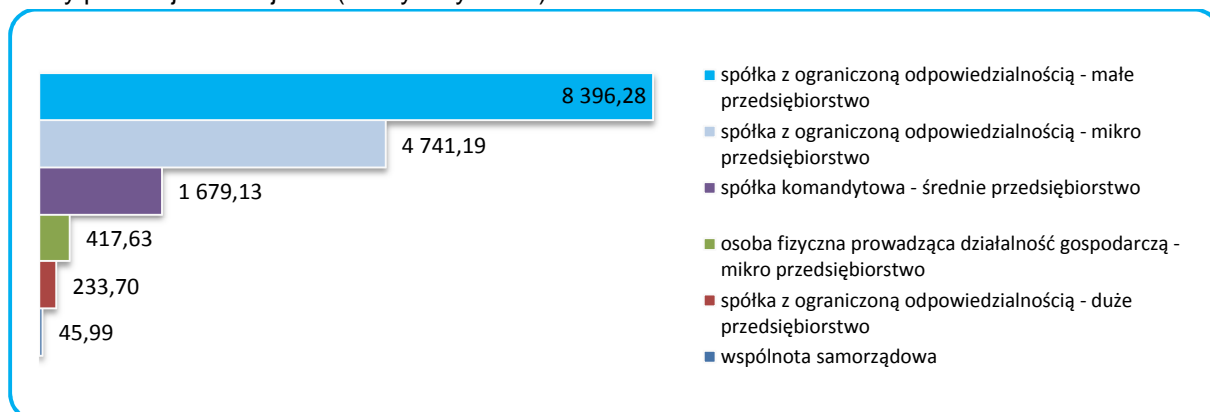 8 396,28
4 741,19
1 679,13
417,63
233,70
45,99
spółka z ograniczoną odpowiedzialnością - małe
przedsiębiorstwo
spółka z ograniczoną odpowiedzialnością - mikro
przedsiębiorstwo
spółka komandytowa - średnie przedsiębiorstwo
osoba fizyczna prowadząca działalność gospodarczą -
mikro przedsiębiorstwo
spółka z ograniczoną odpowiedzialnością - duże
przedsiębiorstwo
wspólnota samorządowa